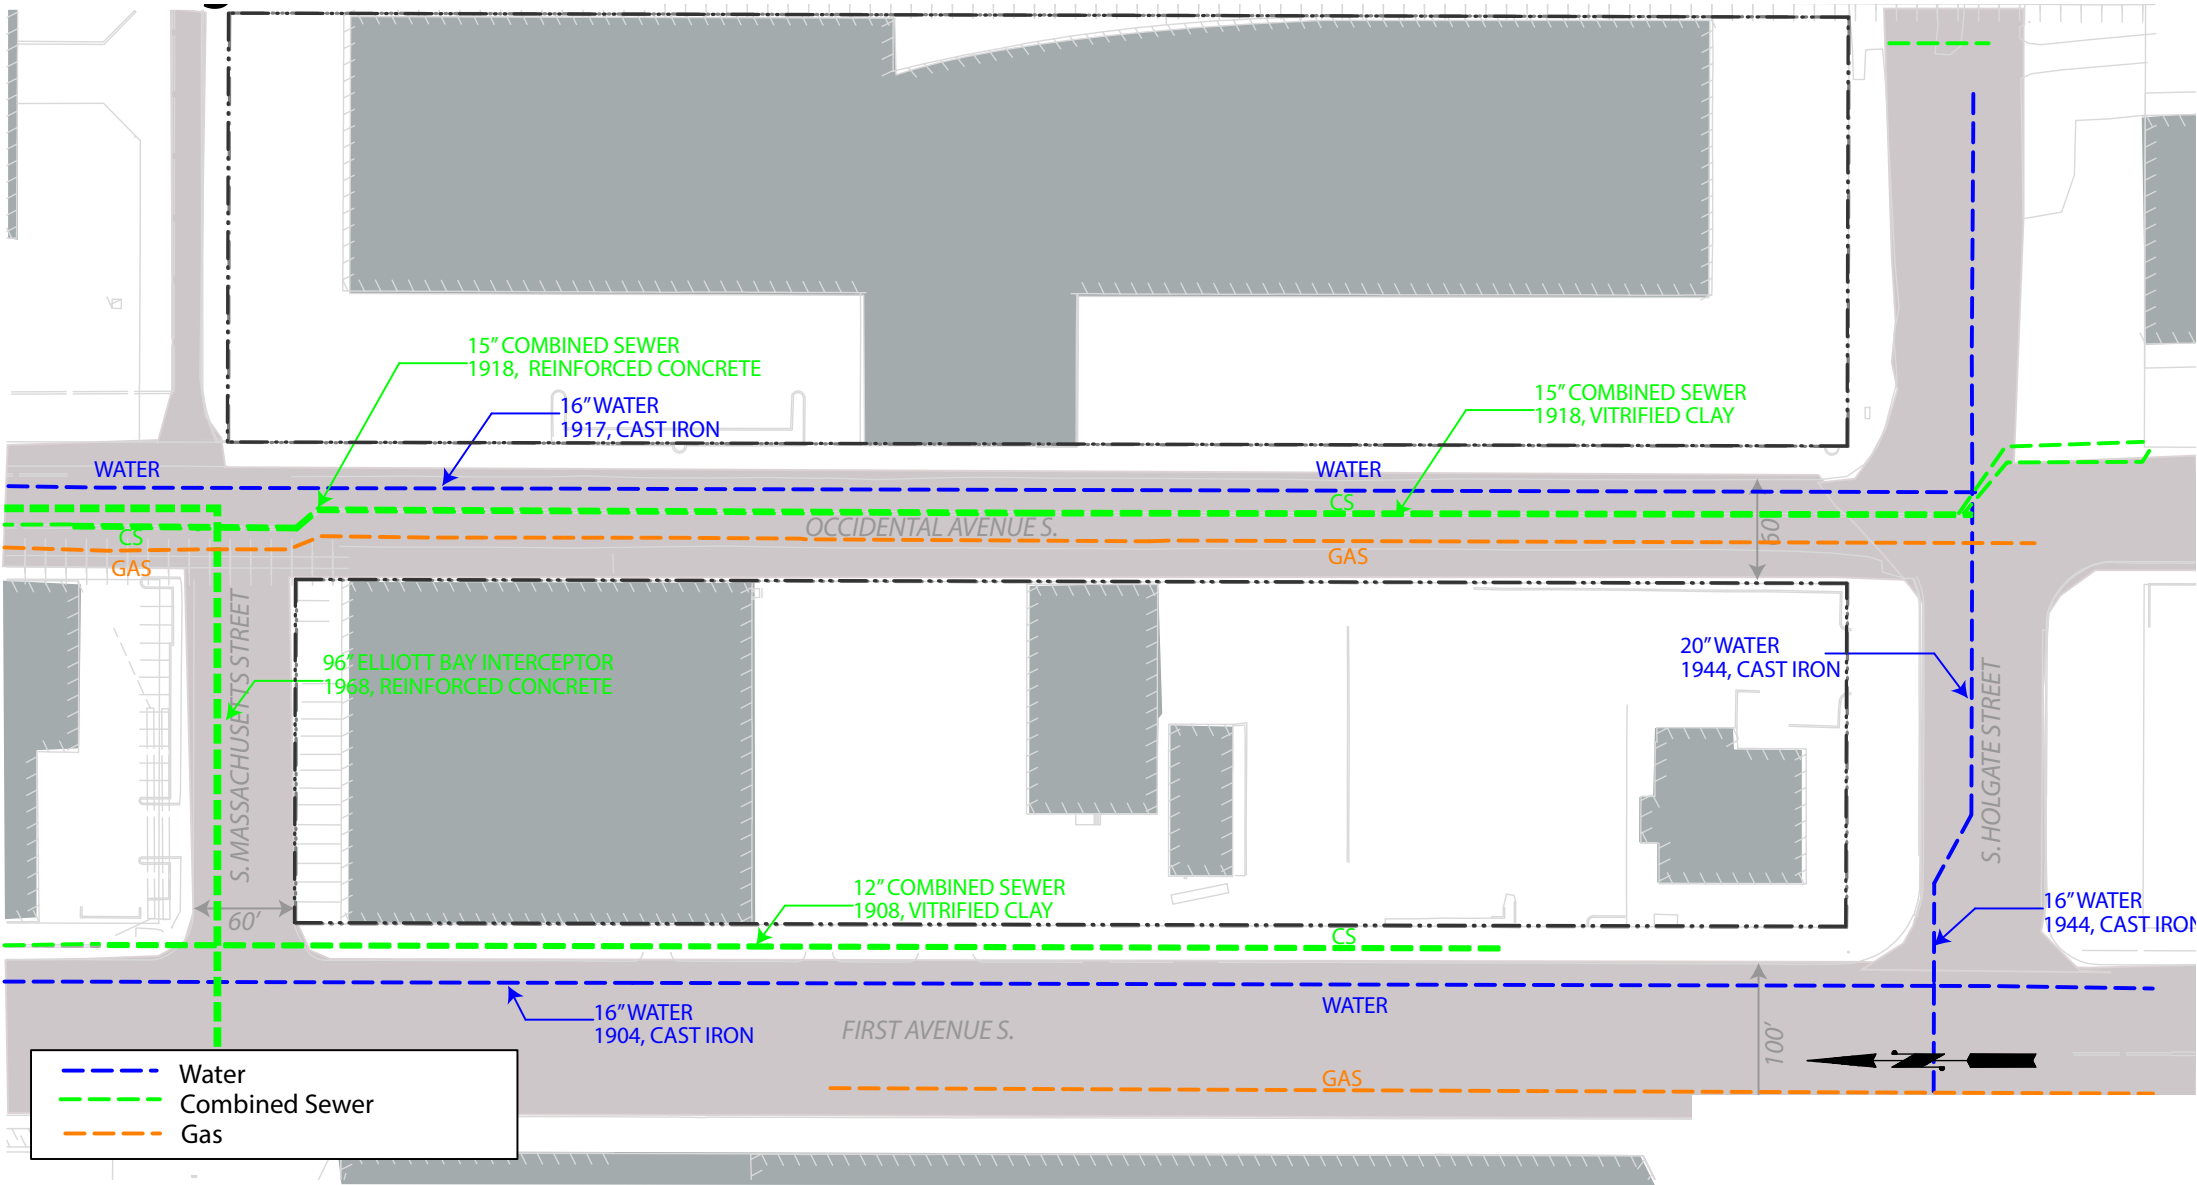 15" COMBINED SEWER
1918, REINFORCED CONCRETE
16" WATER
1917, CAST IRON
15" COMBINED SEWER
1918, VITRIFIED CLAY
WATER
WATER
CS
CS
OCCIDENTAL AVENUE S.
60'
GAS
GAS
S. MASSACHUSETTS STREET
96" ELLIOTT BAY INTERCEPTOR
1968, REINFORCED CONCRETE
20" WATER
1944, CAST IRON
S. HOLGATE STREET
12" COMBINED SEWER
1908, VITRIFIED CLAY
60'
CS
16" WATER
1944, CAST IRON
16" WATER
1904, CAST IRON
WATER
FIRST AVENUE S.
100'
GAS
Water
Combined Sewer
Gas